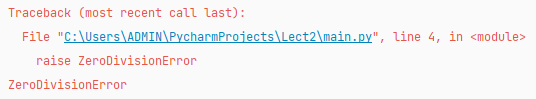 Traceback (most recent call last):
  File "C:\Users\ADMIN\PycharmProjects\Lect2\main.py", line 4, in <module>
    raise ZeroDivisionError
ZeroDivisionError